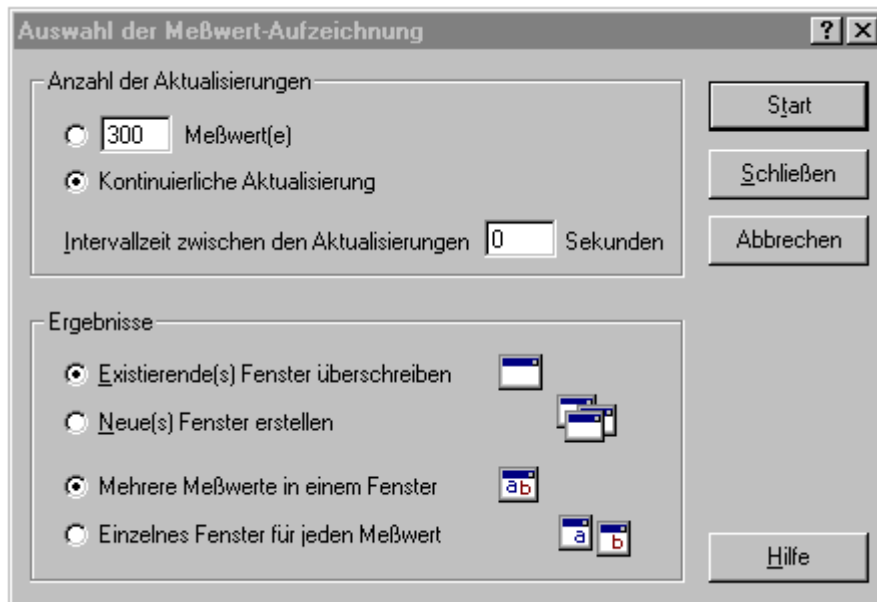 Auswahl der Meßwert-Aufzeichnung
Anzahl der Aktualisierungen
300 Meßwert(e)
Kontinuierliche Aktualisierung
Intervallzeit zwischen den Aktualisierungen 0 Sekunden
Start
Schließen
Abbrechen
Ergebnisse
Existierende(s) Fenster überschreiben
Neue(s) Fenster erstellen
Mehrere Meßwerte in einem Fenster ab
Einzelnes Fenster für jeden Meßwert a b
Hilfe